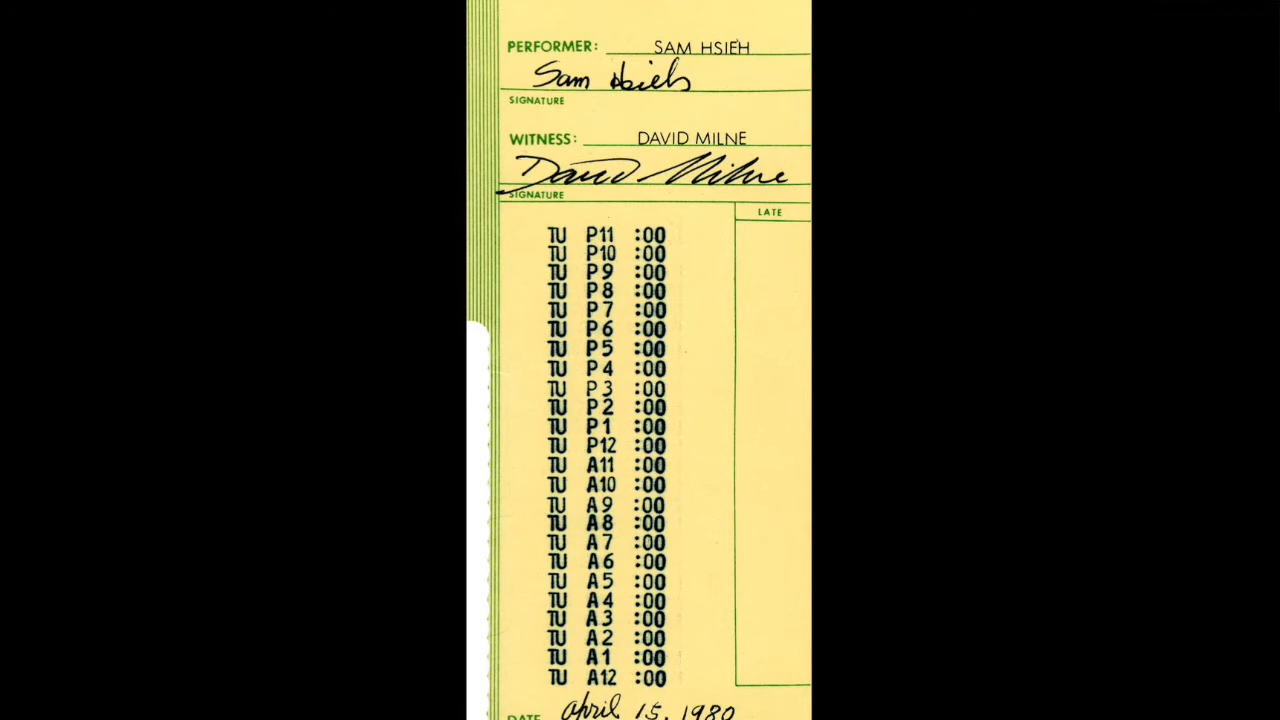 PERFORMER: SAM HSIEH
Sam Hsieh
SIGNATURE
WITNESS: DAVID MILNE
David Milne
SIGNATURE
LATE
TU P11 :00
TU P10 :00
TU P9 :00
TU P8 :00
TU P7 :00
TU P6 :00
TU P5 :00
TU P4 :00
TU P3 :00
TU P2 :00
TU P1 :00
TU P12 :00
TU A11 :00
TU A10 :00
TU A9 :00
TU A8 :00
TU A7 :00
TU A6 :00
TU A5 :00
TU A4 :00
TU A3 :00
TU A2 :00
TU A1 :00
TU A12 :00
DATE April 15, 1980